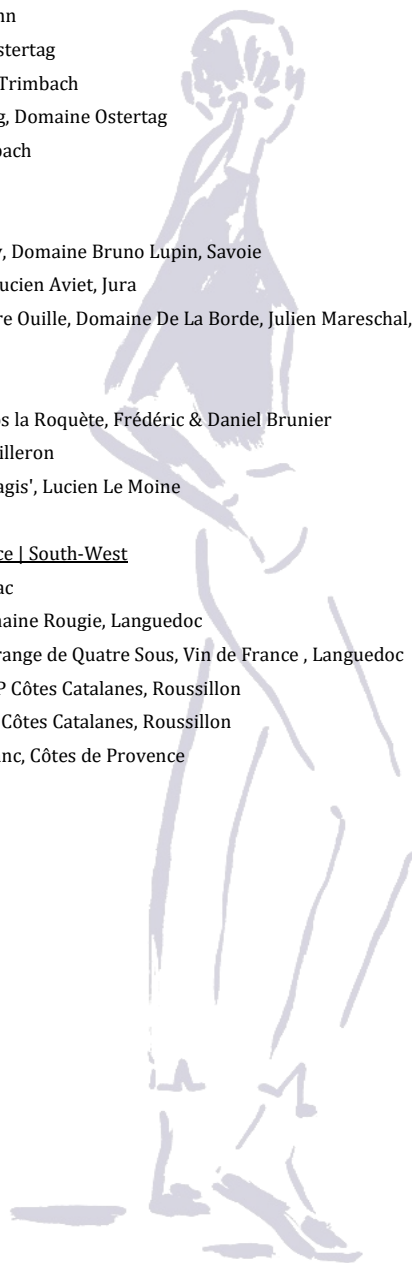 nn
stertag
Trimbach
g, Domaine Ostertag
bach
y, Domaine Bruno Lupin, Savoie
ucien Aviet, Jura
re Ouille, Domaine De La Borde, Julien Mareschal,
os la Roquète, Frédéric & Daniel Brunier
illeron
agis', Lucien Le Moine
ce | South-West
ac
naine Rougie, Languedoc
range de Quatre Sous, Vin de France , Languedoc
P Côtes Catalanes, Roussillon
Côtes Catalanes, Roussillon
nc, Côtes de Provence